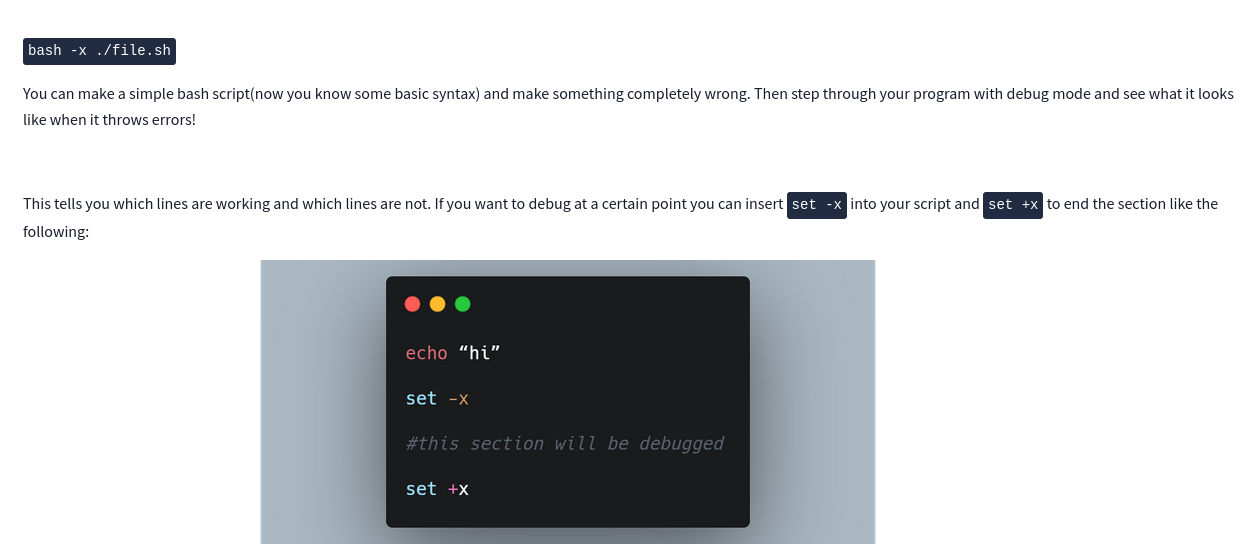 bash -x ./file.sh
You can make a simple bash script(now you know some basic syntax) and make something completely wrong. Then step through your program with debug mode and see what it looks
like when it throws errors!
This tells you which lines are working and which lines are not. If you want to debug at a certain point you can insert set -x into your script and set +x to end the section like the
following:
echo “hi”
set -x
#this section will be debugged
set +x